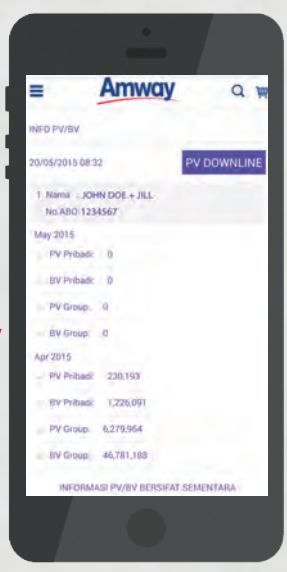 Amway
INFO PV/BV
20/05/2015 08:32 PV DOWNLINE
1 Nama : JOHN DOE + JILL
No.ABO: 1234567
May 2015
PV Pribadi: 0
BV Pribadi: 0
PV Group: 0
BV Group: 0
Apr 2015
PV Pribadi: 230,193
BV Pribadi: 1,226,091
PV Group: 6,279,964
BV Group: 46,781,188
INFORMASI PV/BV BERSIFAT SEMENTARA